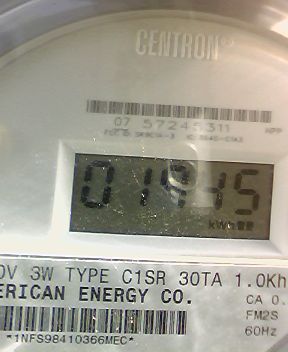 CENTRON®
07 57245311
01945
kWh
0V 3W TYPE C1SR 30TA 1.0Kh
ERICAN ENERGY CO. CA 0.
FM2S
*1NFS98410366MEC* 60Hz